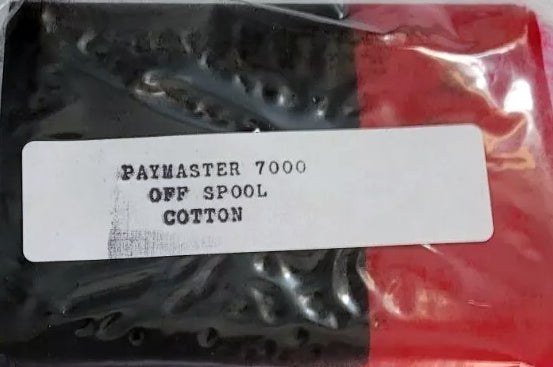 PAYMASTER 7000
OFF SPOOL
COTTON